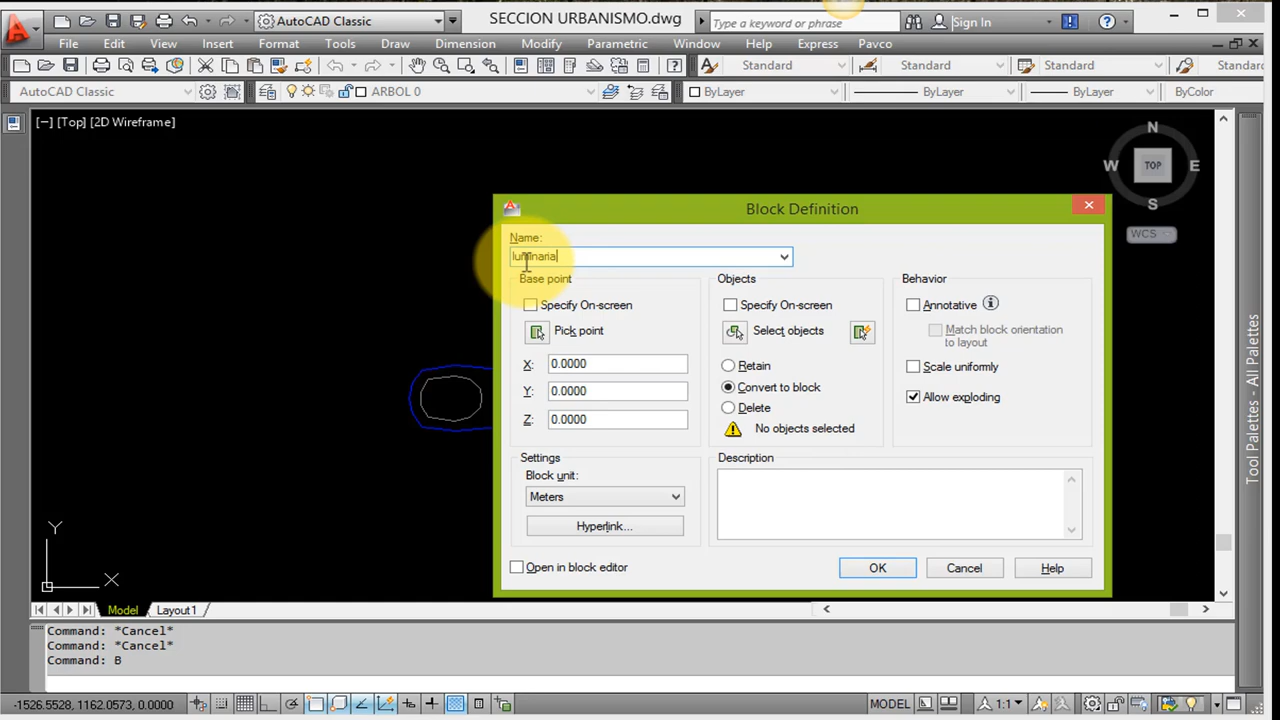 AutoCAD Classic SECCION URBANISMO.dwg Type a keyword or phrase Sign In
File Edit View Insert Format Tools Draw Dimension Modify Parametric Window Help Express Pavco
Standard Standard Standard Standar
AutoCAD Classic ARBOL 0 ByLayer ByLayer ByLayer ByColor
[−] [Top] [2D Wireframe]
N
W TOP E
S
WCS
Block Definition
Name:
luminaria
Base point
Specify On-screen
Pick point
X: 0.0000
Y: 0.0000
Z: 0.0000
Objects
Specify On-screen
Select objects
Retain
Convert to block
Delete
No objects selected
Behavior
Annotative
Match block orientation
to layout
Scale uniformly
Allow exploding
Settings
Block unit:
Meters
Hyperlink...
Description
Open in block editor
OK Cancel Help
Tool Palettes - All Palettes
Y
X
Model Layout1
Command: *Cancel*
Command: *Cancel*
Command: B
-1526.5528, 1162.0573, 0.0000 MODEL 1:1